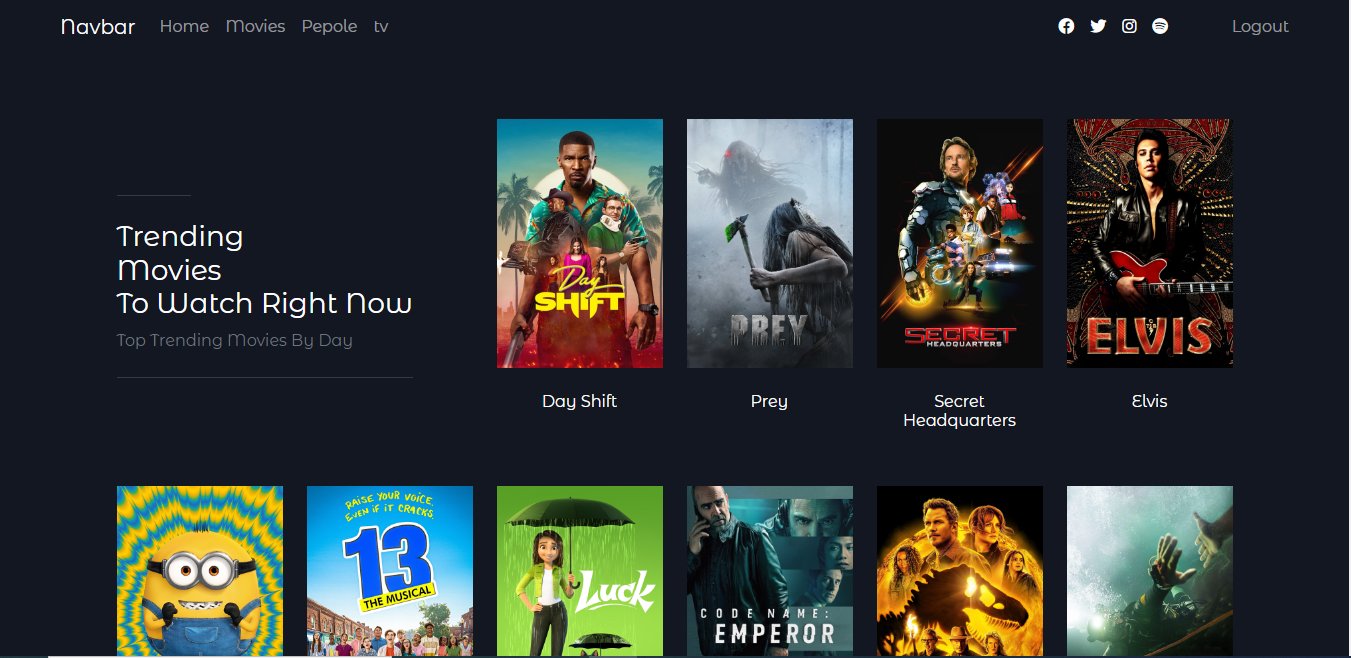 Navbar Home Movies Pepole tv Logout
Trending
Movies
To Watch Right Now
Top Trending Movies By Day
Day
SHIFT
PREY
SECRET
HEADQUARTERS
ELVIS
Day Shift
Prey
Secret
Headquarters
Elvis
RAISE YOUR VOICE.
EVEN IF IT CRACKS.
13
THE MUSICAL
Luck
CODE NAME:
EMPEROR